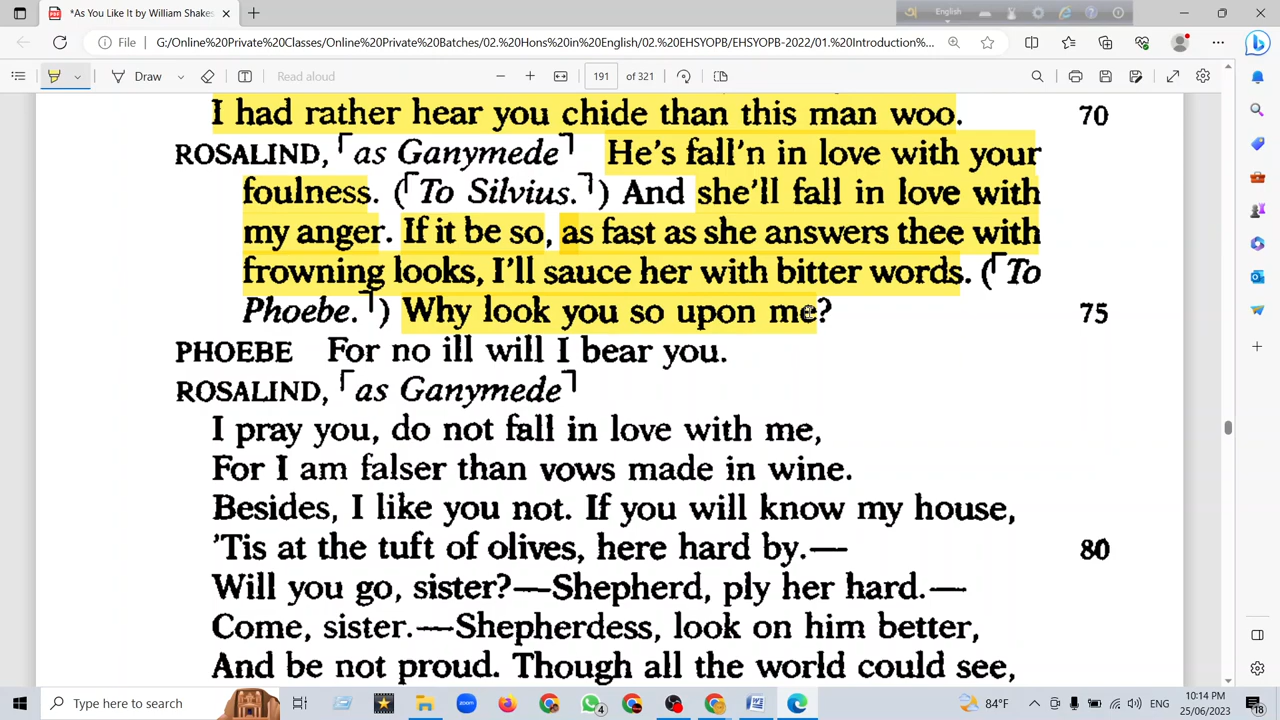 *As You Like It by William Shakes
English
File
G:/Online%20Private%20Classes/Online%20Private%20Batches/02.%20Hons%20in%20English/02.%20EHSYOPB/EHSYOPB-2022/01.%20Introduction%...
Draw
Read aloud
191 of 321
I had rather hear you chide than this man woo. 70
ROSALIND, ⌜as Ganymede⌝ He's fall'n in love with your
foulness. (⌜To Silvius.⌝) And she'll fall in love with
my anger. If it be so, as fast as she answers thee with
frowning looks, I'll sauce her with bitter words. (⌜To
Phoebe.⌝) Why look you so upon me? 75
PHOEBE For no ill will I bear you.
ROSALIND, ⌜as Ganymede⌝
I pray you, do not fall in love with me,
For I am falser than vows made in wine.
Besides, I like you not. If you will know my house,
'Tis at the tuft of olives, here hard by.— 80
Will you go, sister?—Shepherd, ply her hard.—
Come, sister.—Shepherdess, look on him better,
And be not proud. Though all the world could see,
Type here to search
zoom
4
84°F
10:14 PM
25/06/2023
18